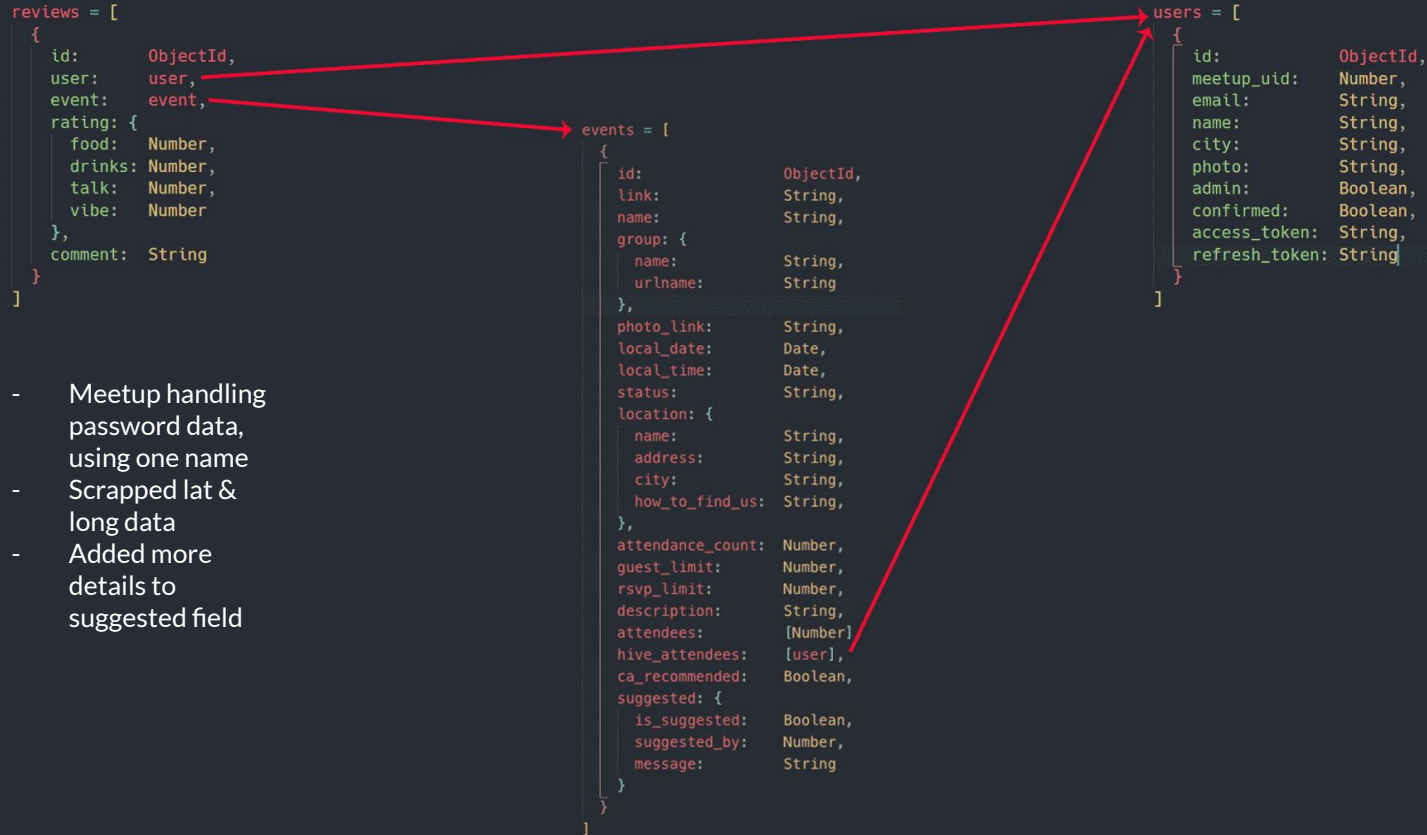 reviews = [
{
id: ObjectId,
user: user,
event: event,
rating: {
food: Number,
drinks: Number,
talk: Number,
vibe: Number
},
comment: String
}
]
- Meetup handling
password data,
using one name
- Scrapped lat &
long data
- Added more
details to
suggested field
events = [
{
id: ObjectId,
link: String,
name: String,
group: {
name: String,
urlname: String
},
photo_link: String,
local_date: Date,
local_time: Date,
status: String,
location: {
name: String,
address: String,
city: String,
how_to_find_us: String,
},
attendance_count: Number,
guest_limit: Number,
rsvp_limit: Number,
description: String,
attendees: [Number]
hive_attendees: [user],
ca_recommended: Boolean,
suggested: {
is_suggested: Boolean,
suggested_by: Number,
message: String
}
}
]
users = [
{
id: ObjectId,
meetup_uid: Number,
email: String,
name: String,
city: String,
photo: String,
admin: Boolean,
confirmed: Boolean,
access_token: String,
refresh_token: String
}
]